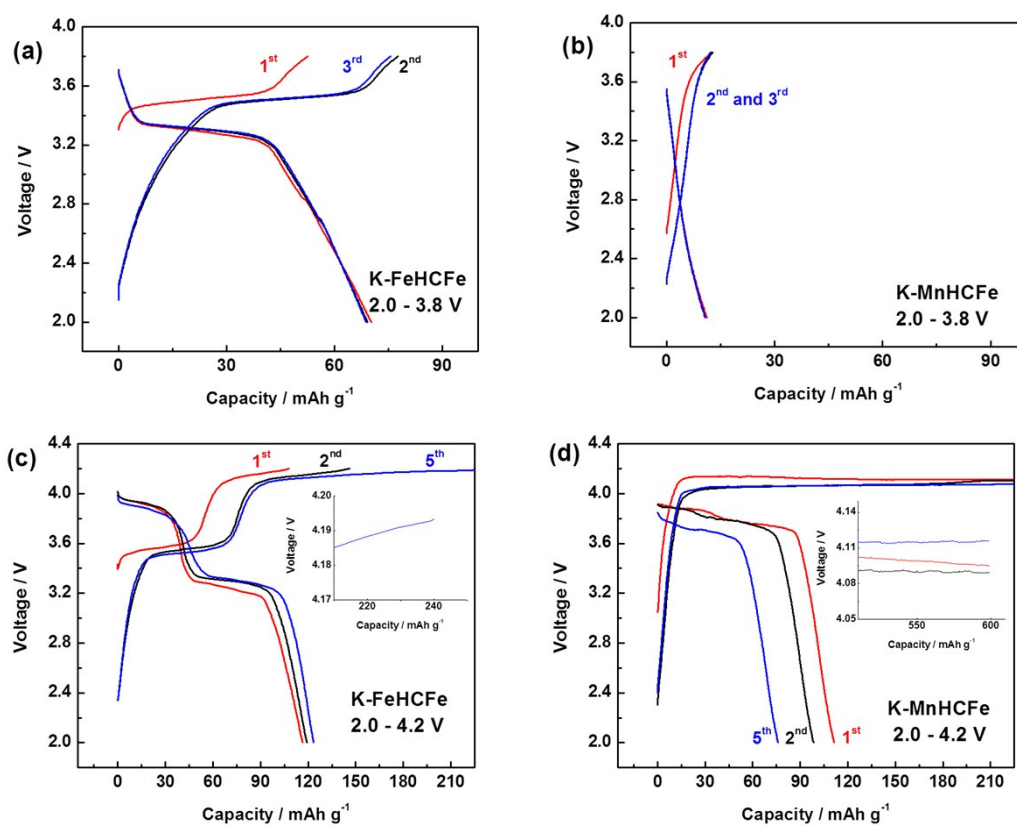 (a)
4.0
3.6
3.2
2.8
2.4
2.0
Voltage / V
1st
3rd
2nd
K-FeHCFe
2.0 - 3.8 V
0 30 60 90
Capacity / mAh g-1
(b)
4.0
3.6
3.2
2.8
2.4
2.0
Voltage / V
1st
2nd and 3rd
K-MnHCFe
2.0 - 3.8 V
0 30 60 90
Capacity / mAh g-1
(c)
4.4
4.0
3.6
3.2
2.8
2.4
2.0
Voltage / V
1st
2nd
5th
4.20
4.19
4.18
4.17
Voltage / V
220 240
Capacity / mAh g-1
K-FeHCFe
2.0 - 4.2 V
0 30 60 90 120 150 180 210
Capacity / mAh g-1
(d)
4.4
4.0
3.6
3.2
2.8
2.4
2.0
Voltage / V
4.14
4.11
4.08
4.05
Voltage / V
550 600
Capacity / mAh g-1
K-MnHCFe
2.0 - 4.2 V
5th
2nd
1st
0 30 60 90 120 150 180 210
Capacity / mAh g-1